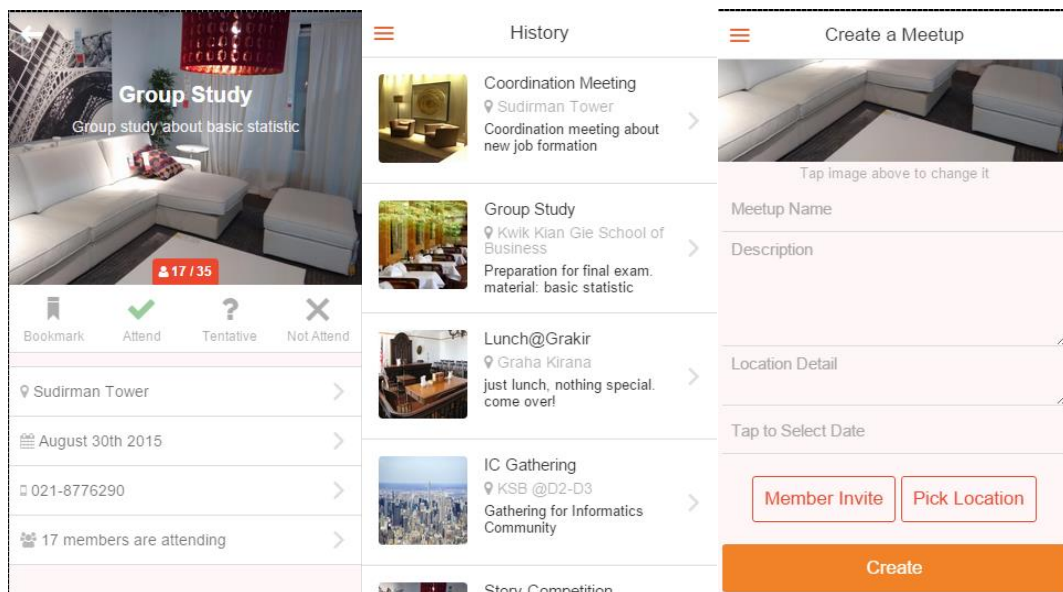 Group Study
Group study about basic statistic
17 / 35
Bookmark
Attend
Tentative
Not Attend
Sudirman Tower
August 30th 2015
021-8776290
17 members are attending
History
Coordination Meeting
Sudirman Tower
Coordination meeting about
new job formation
Group Study
Kwik Kian Gie School of
Business
Preparation for final exam.
material: basic statistic
Lunch@Grakir
Graha Kirana
just lunch, nothing special.
come over!
IC Gathering
KSB @D2-D3
Gathering for Informatics
Community
Story Competition
Create a Meetup
Tap image above to change it
Meetup Name
Description
Location Detail
Tap to Select Date
Member Invite
Pick Location
Create